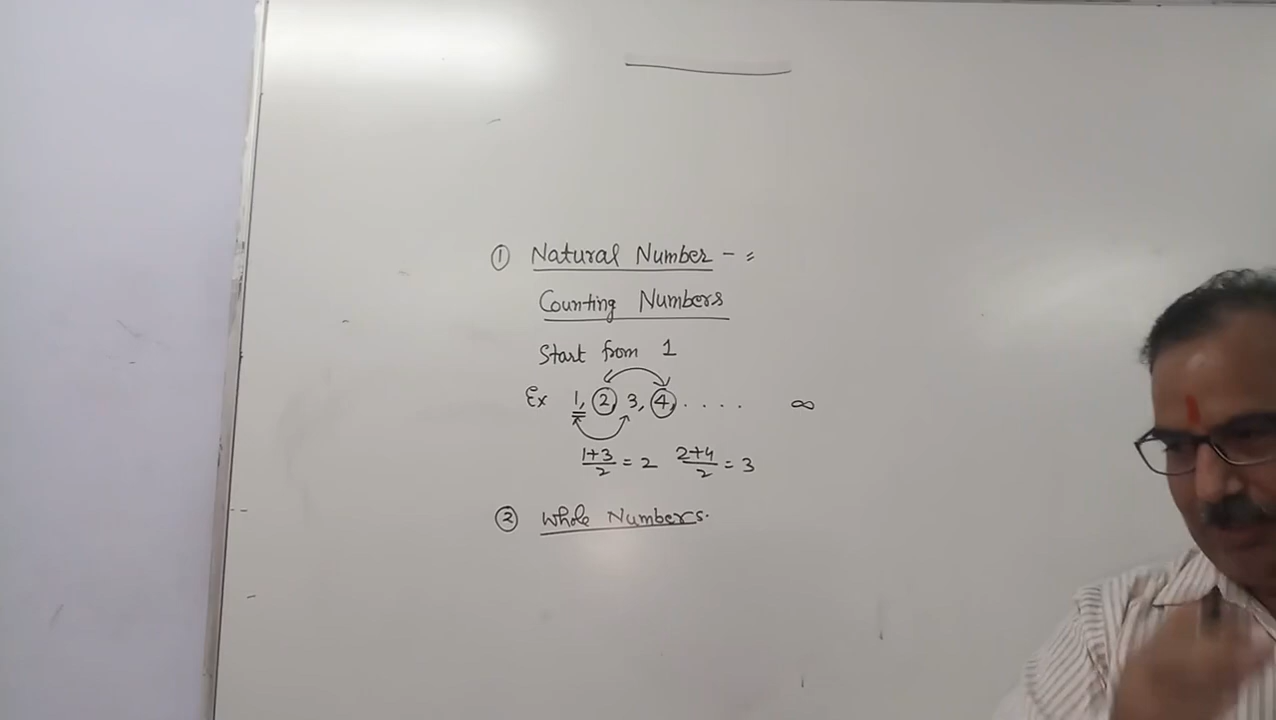 ① Natural Number - =
Counting Numbers
Start from 1
Ex 1, 2, 3, 4, . . . . ∞
1+3/2 = 2 2+4/2 = 3
② Whole Numbers.